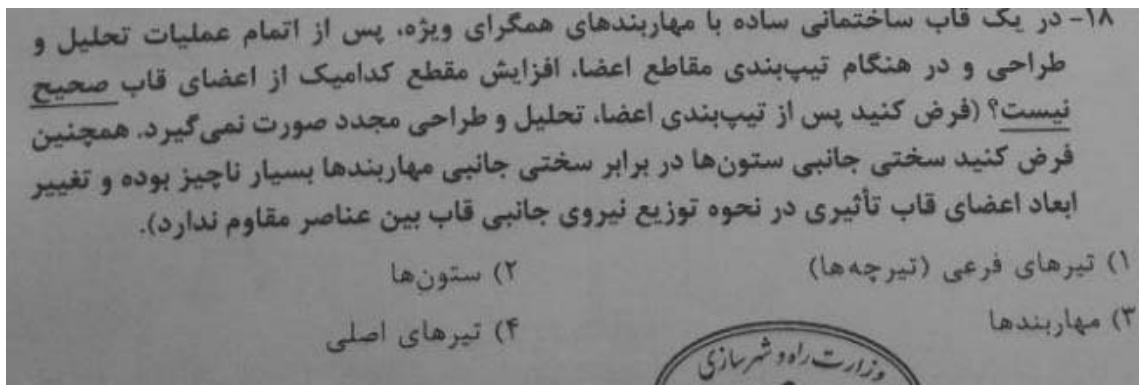 ۱۸- در یک قاب ساختمانی ساده با مهاربندهای همگرای ویژه، پس از اتمام عملیات تحلیل و
طراحی و در هنگام تیپ‌بندی مقاطع اعضا، افزایش مقطع کدامیک از اعضای قاب صحیح
نیست؟ (فرض کنید پس از تیپ‌بندی اعضا، تحلیل و طراحی مجدد صورت نمی‌گیرد. همچنین
فرض کنید سختی جانبی ستون‌ها در برابر سختی جانبی مهاربندها بسیار ناچیز بوده و تغییر
ابعاد اعضای قاب تأثیری در نحوه توزیع نیروی جانبی قاب بین عناصر مقاوم ندارد).
۱) تیرهای فرعی (تیرچه‌ها) ۲) ستون‌ها
۳) مهاربندها ۴) تیرهای اصلی
وزارت راه و شهرسازی